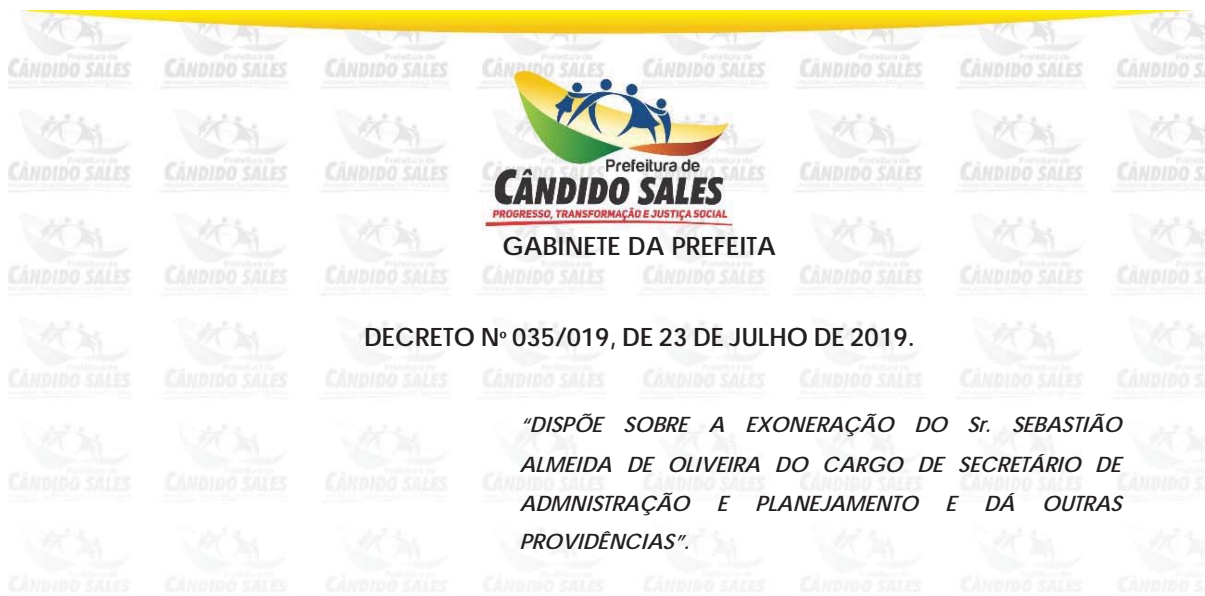 Prefeitura de
CÂNDIDO SALES
PROGRESSO, TRANSFORMAÇÃO E JUSTIÇA SOCIAL
GABINETE DA PREFEITA
DECRETO Nº 035/019, DE 23 DE JULHO DE 2019.
“DISPÕE SOBRE A EXONERAÇÃO DO Sr. SEBASTIÃO
ALMEIDA DE OLIVEIRA DO CARGO DE SECRETÁRIO DE
ADMNISTRAÇÃO E PLANEJAMENTO E DÁ OUTRAS
PROVIDÊNCIAS”.